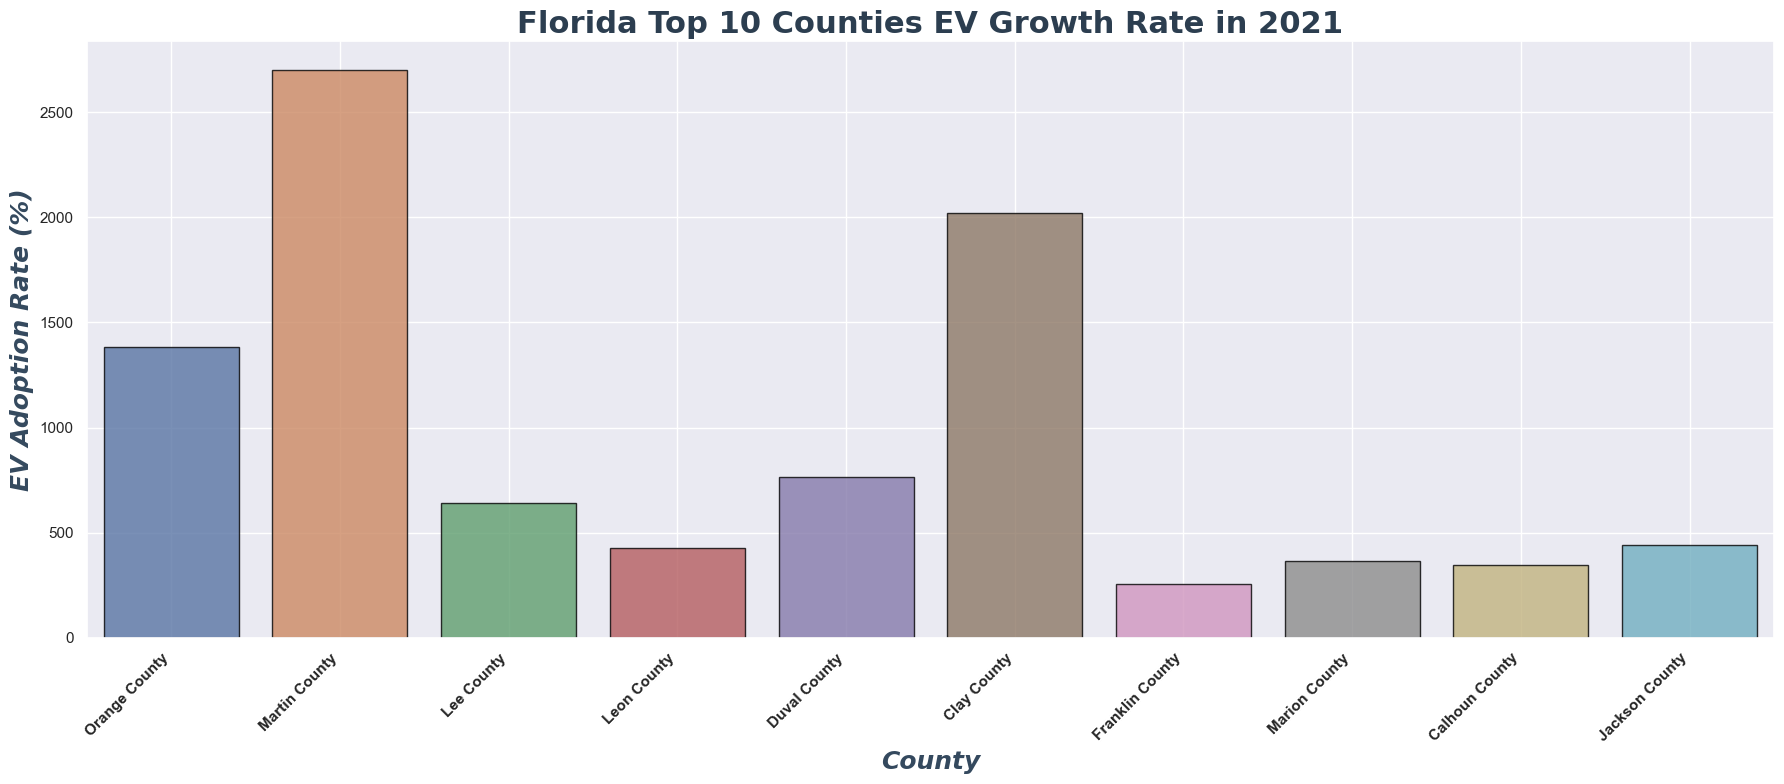 Florida Top 10 Counties EV Growth Rate in 2021
EV Adoption Rate (%)
2500
2000
1500
1000
500
0
Orange County
Martin County
Lee County
Leon County
Duval County
Clay County
Franklin County
Marion County
Calhoun County
Jackson County
County